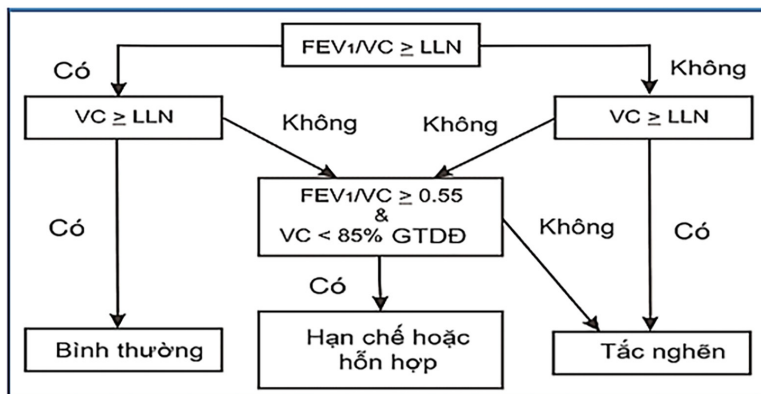 FEV₁/VC ≥ LLN
Có
Không
VC ≥ LLN
Không
Không
VC ≥ LLN
FEV₁/VC ≥ 0.55
&
VC < 85% GTDĐ
Có
Không
Có
Có
Bình thường
Hạn chế hoặc
hỗn hợp
Tắc nghẽn